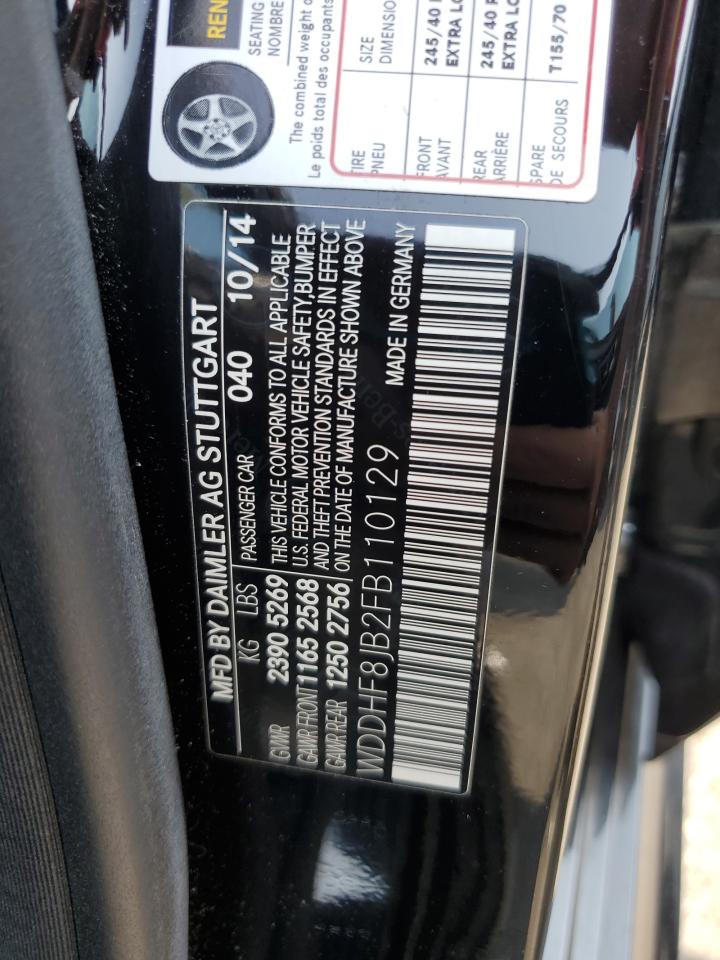 REN
SEATING
NOMBRE
The combined weight o
Le poids total des occupants
TIRE SIZE
PNEU DIMENSIO
FRONT 245/40
AVANT EXTRA LO
REAR 245/40 R
ARRIÈRE EXTRA LO
SPARE T155/70
DE SECOURS
MFD BY DAIMLER AG STUTTGART
KG LBS PASSENGER CAR 040 10/14
GVWR 2390 5269 THIS VEHICLE CONFORMS TO ALL APPLICABLE
GAWR FRONT 1165 2568 U.S. FEDERAL MOTOR VEHICLE SAFETY,BUMPER
GAWR REAR 1250 2756 AND THEFT PREVENTION STANDARDS IN EFFECT
ON THE DATE OF MANUFACTURE SHOWN ABOVE
WDDHF8JB2FB110129 MADE IN GERMANY